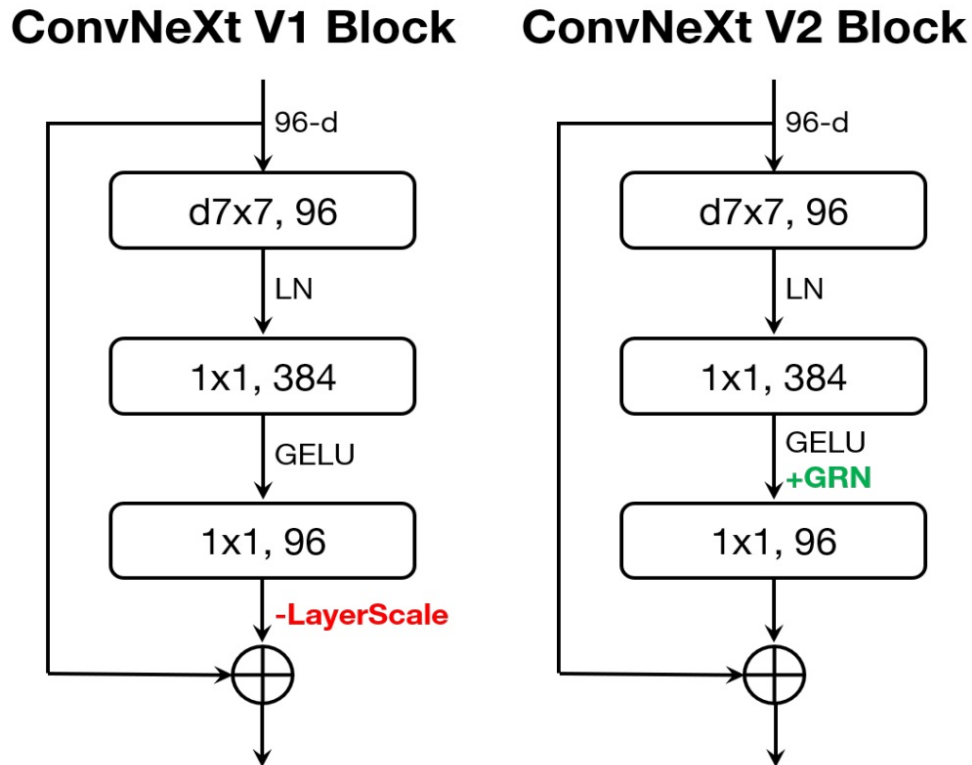 ConvNeXt V1 Block
96-d
d7x7, 96
LN
1x1, 384
GELU
1x1, 96
-LayerScale
ConvNeXt V2 Block
96-d
d7x7, 96
LN
1x1, 384
GELU
+GRN
1x1, 96